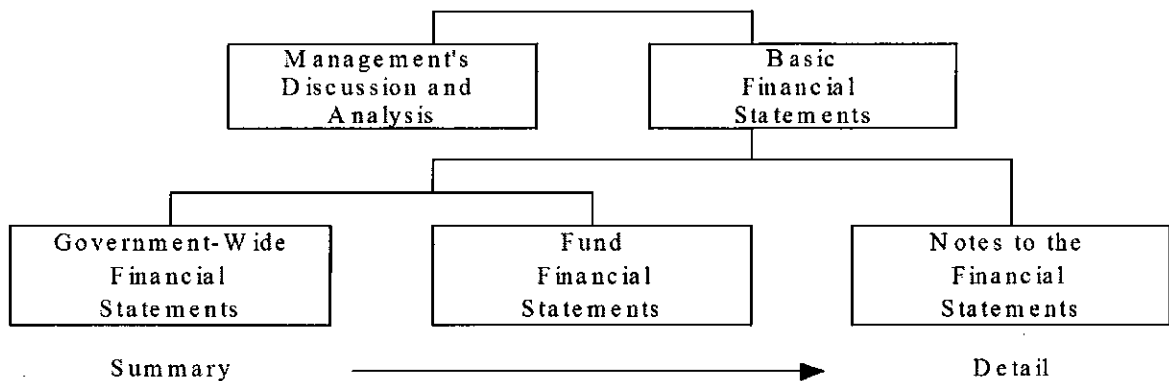 Management's
Discussion and
Analysis
Basic
Financial
Statements
Government-Wide
Financial
Statements
Fund
Financial
Statements
Notes to the
Financial
Statements
Summary
Detail